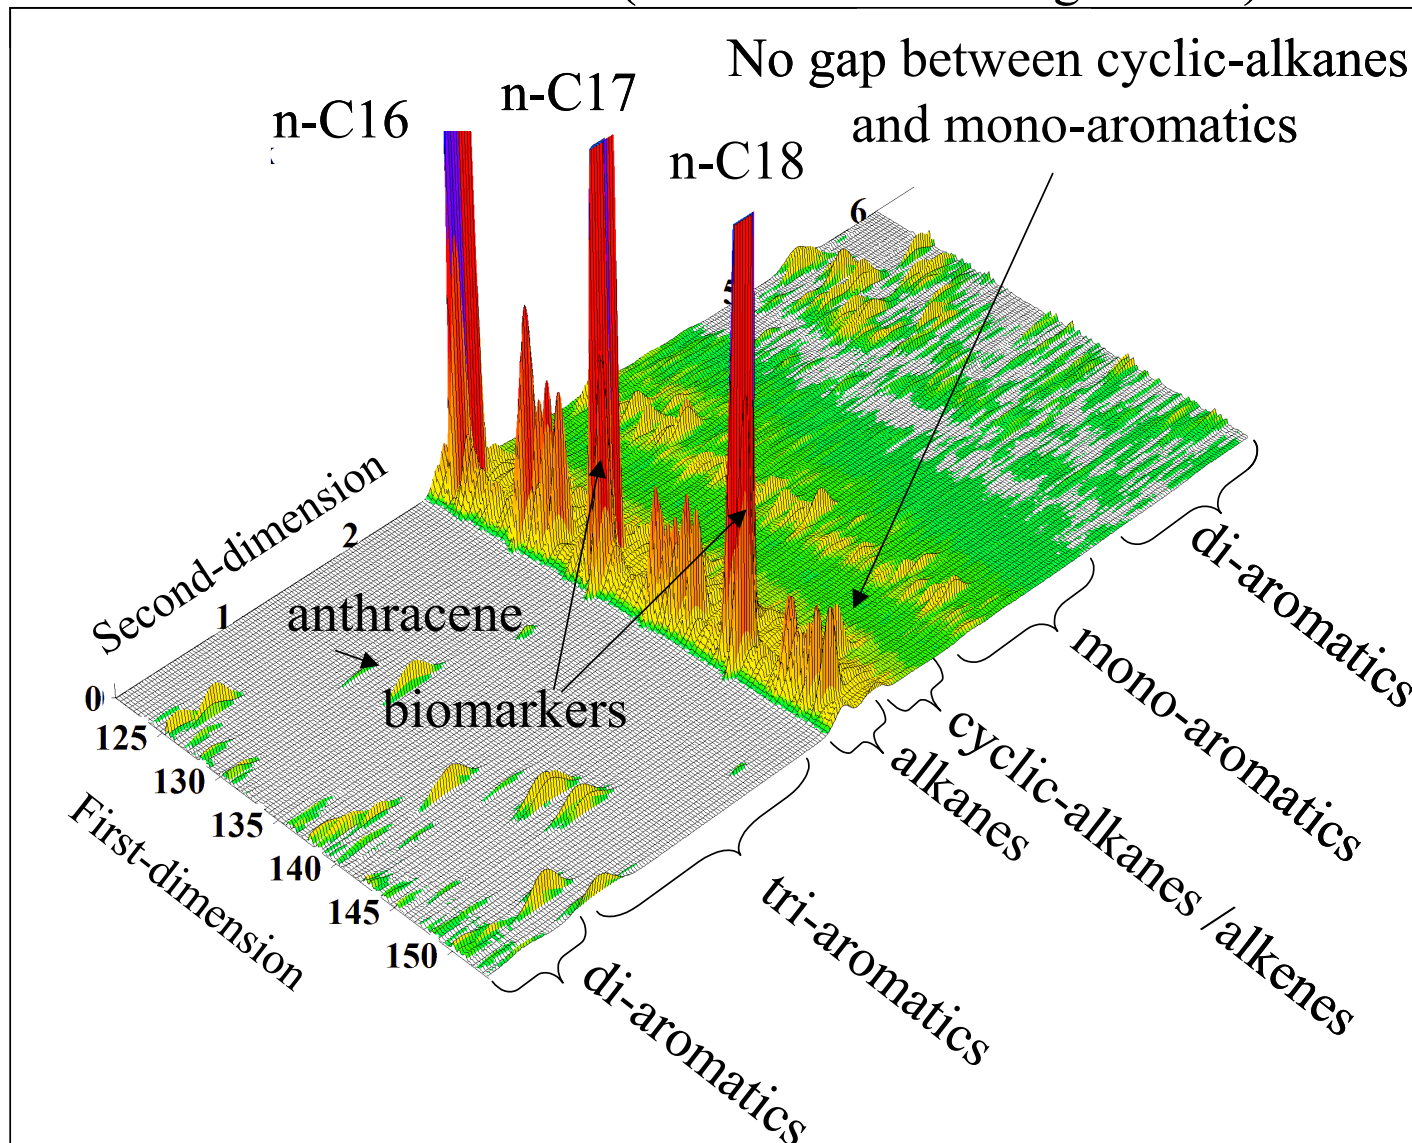 No gap between cyclic-alkanes
and mono-aromatics
n-C16
n-C17
n-C18
6
5
2
1
0
Second-dimension
anthracene
biomarkers
125
130
135
140
145
150
First-dimension
di-aromatics
mono-aromatics
cyclic-alkanes /alkenes
alkanes
tri-aromatics
di-aromatics